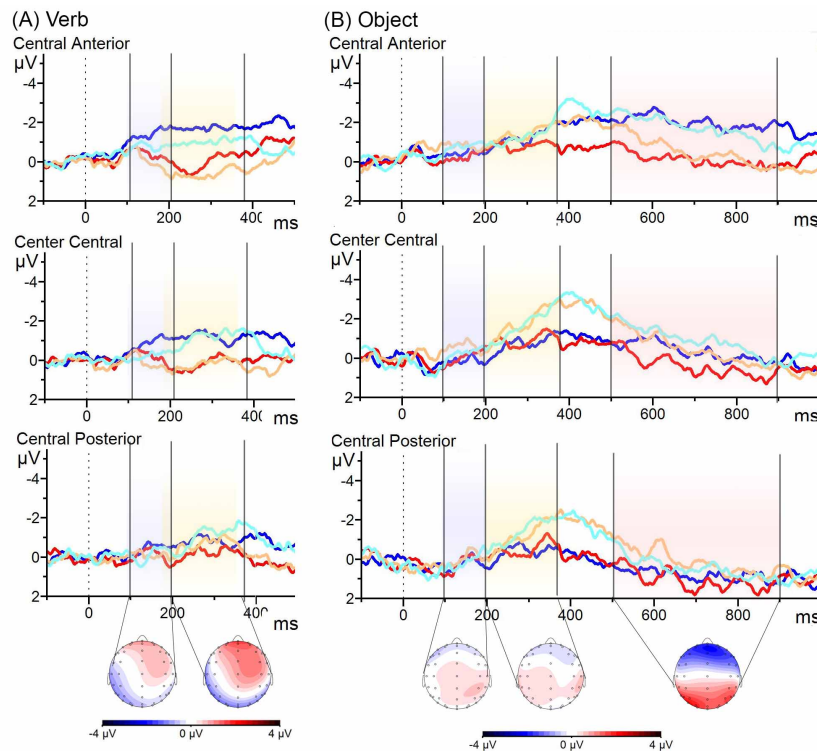 (A) Verb
Central Anterior
µV
-4
-2
0
2
0 200 400 ms
Center Central
µV
-4
-2
0
2
0 200 400 ms
Central Posterior
µV
-4
-2
0
2
0 200 400 ms
-4 µV 0 µV 4 µV
(B) Object
Central Anterior
µV
-4
-2
0
2
0 200 400 600 800 ms
Center Central
µV
-4
-2
0
2
0 200 400 600 800 ms
Central Posterior
µV
-4
-2
0
2
0 200 400 600 800 ms
-4 µV 0 µV 4 µV